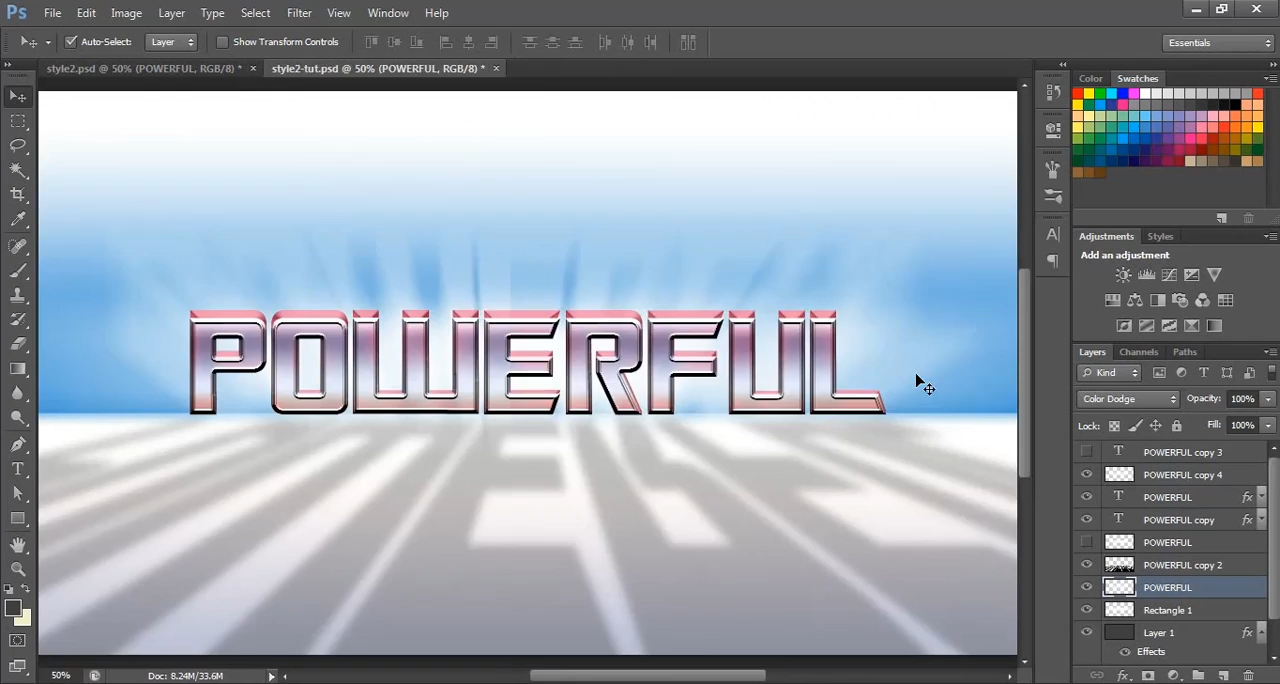 Ps File Edit Image Layer Type Select Filter View Window Help
Auto-Select: Layer Show Transform Controls Essentials
style2.psd @ 50% (POWERFUL, RGB/8) * × style2-tut.psd @ 50% (POWERFUL, RGB/8) * ×
Color Swatches
POWERFUL
Adjustments Styles
Add an adjustment
Layers Channels Paths
Kind
Color Dodge Opacity: 100%
Lock: Fill: 100%
POWERFUL copy 3
POWERFUL copy 4
POWERFUL fx
POWERFUL copy fx
POWERFUL
POWERFUL copy 2
POWERFUL
Rectangle 1
Layer 1 fx
Effects
50% Doc: 8.24M/33.6M